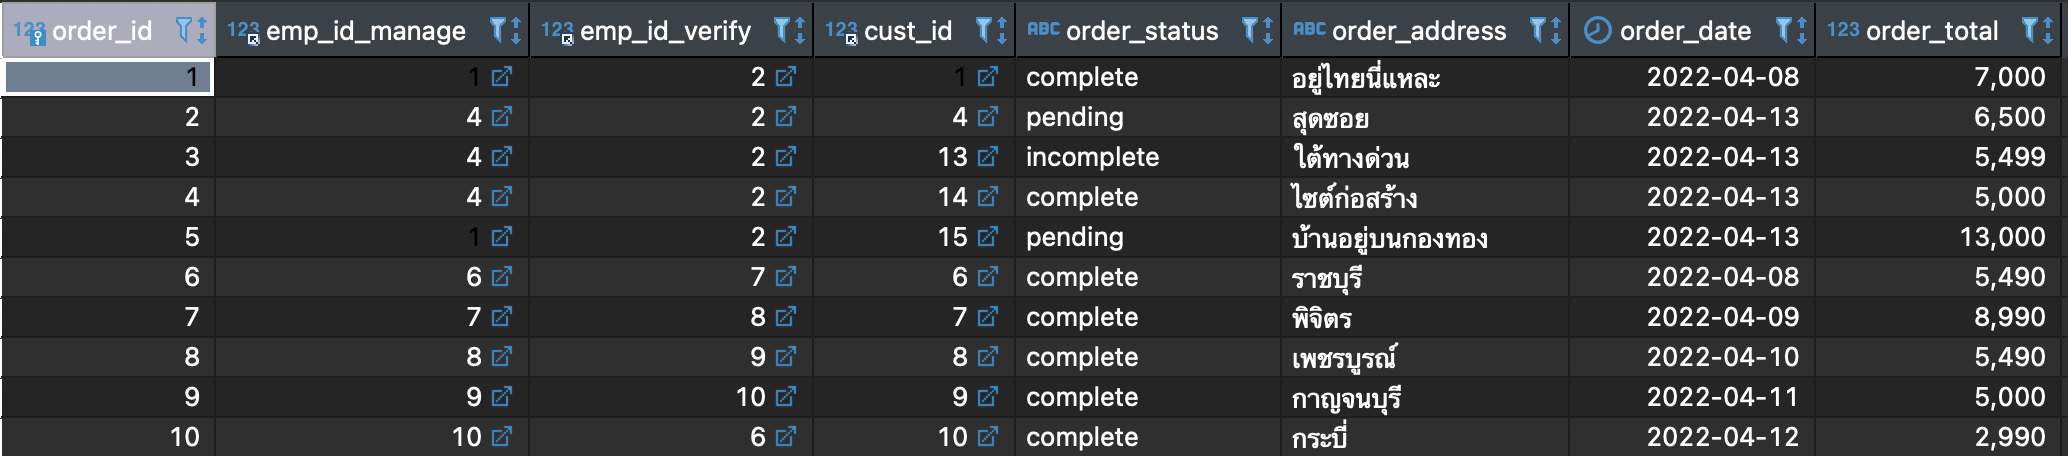 123 order_id 123 emp_id_manage 123 emp_id_verify 123 cust_id ABC order_status ABC order_address order_date 123 order_total
1 1 2 1 complete อยู่ไทยนี่แหละ 2022-04-08 7,000
2 4 2 4 pending สุดซอย 2022-04-13 6,500
3 4 2 13 incomplete ใต้ทางด่วน 2022-04-13 5,499
4 4 2 14 complete ไซต์ก่อสร้าง 2022-04-13 5,000
5 1 2 15 pending บ้านอยู่บนกองทอง 2022-04-13 13,000
6 6 7 6 complete ราชบุรี 2022-04-08 5,490
7 7 8 7 complete พิจิตร 2022-04-09 8,990
8 8 9 8 complete เพชรบูรณ์ 2022-04-10 5,490
9 9 10 9 complete กาญจนบุรี 2022-04-11 5,000
10 10 6 10 complete กระบี่ 2022-04-12 2,990